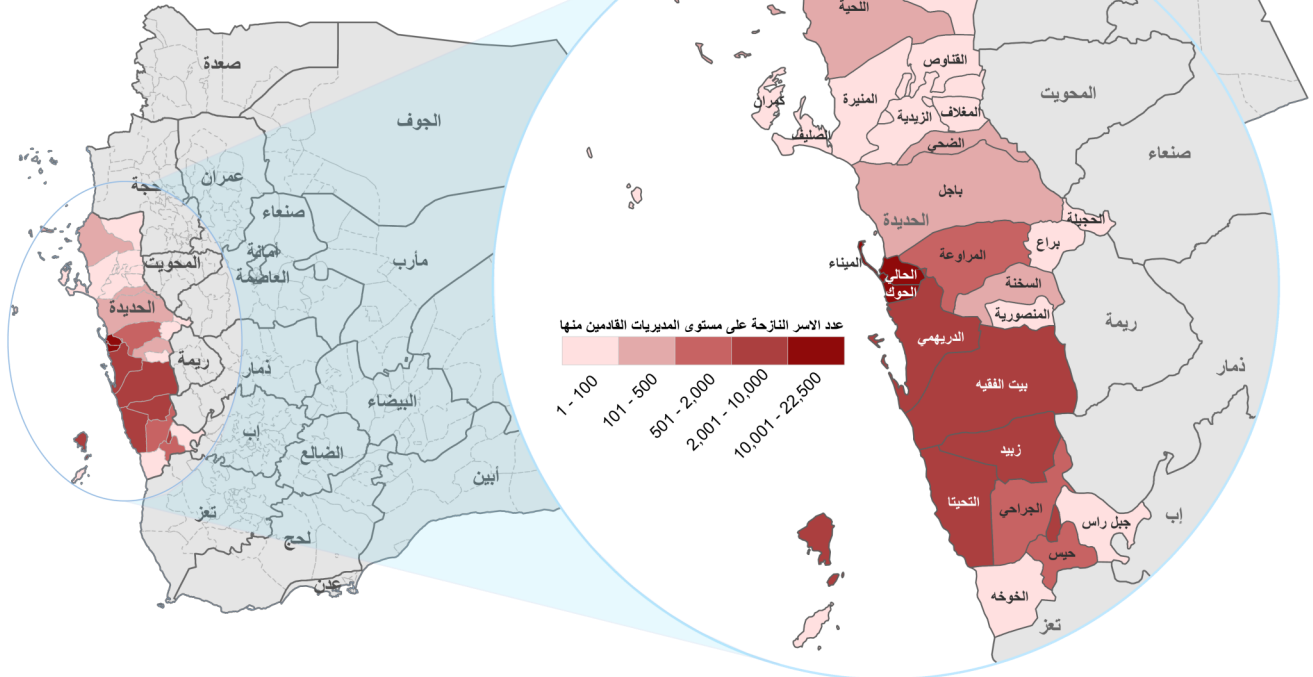 صعدة
الجوف
عمران
حجة
صنعاء
أمانة
العاصمة
مأرب
المحويت
الحديدة
ريمة
ذمار
البيضاء
إب
الضالع
أبين
تعز
لحج
عدن
اللحية
القناوص
المحويت
كمران
المنيرة
المغلاف
الزيدية
الصليف
الضحي
صنعاء
باجل
الحديدة
الحجيلة
براع
المراوعة
الميناء
الحالي
الحوك
السخنة
المنصورية
ريمة
الدريهمي
ذمار
بيت الفقيه
زبيد
التحيتا
الجراحي
جبل راس
إب
حيس
الخوخه
تعز
عدد الاسر النازحة على مستوى المديريات القادمين منها
1 - 100
101 - 500
501 - 2,000
2,001 - 10,000
10,001 - 22,500